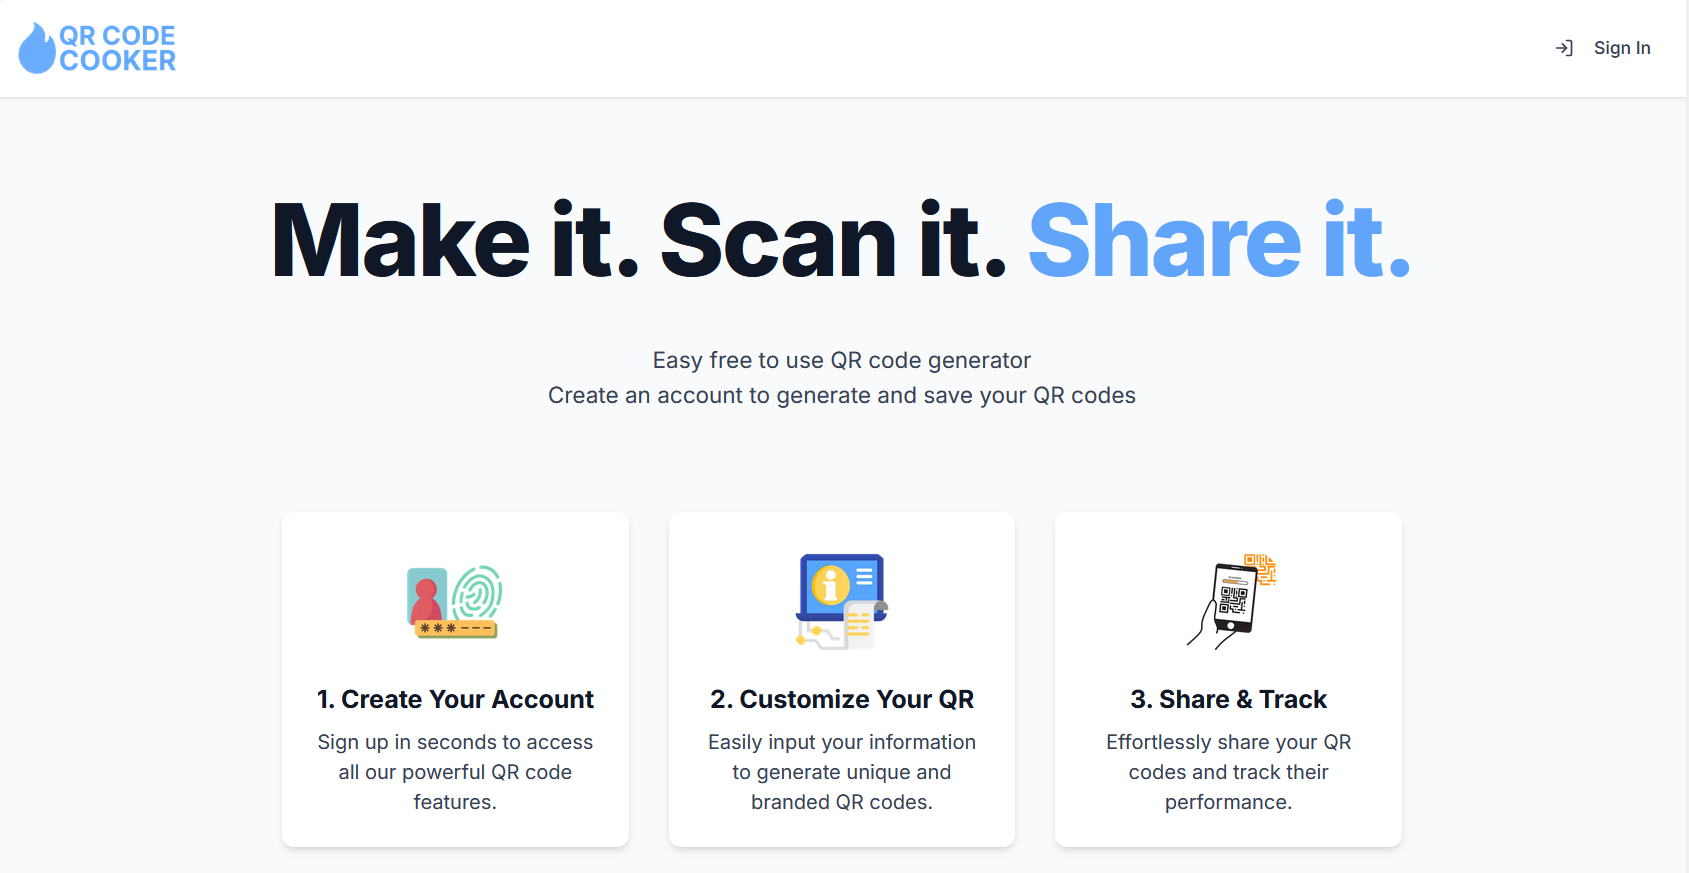 QR CODE
COOKER
Sign In
Make it. Scan it. Share it.
Easy free to use QR code generator
Create an account to generate and save your QR codes
1. Create Your Account
Sign up in seconds to access
all our powerful QR code
features.
2. Customize Your QR
Easily input your information
to generate unique and
branded QR codes.
3. Share & Track
Effortlessly share your QR
codes and track their
performance.